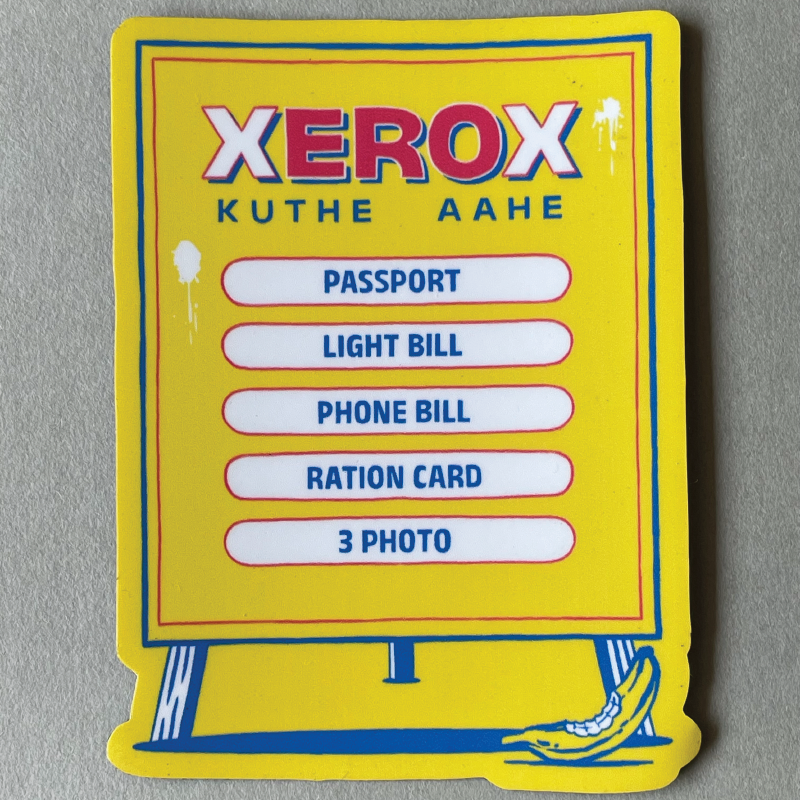 XEROX
KUTHE AAHE
PASSPORT
LIGHT BILL
PHONE BILL
RATION CARD
3 PHOTO